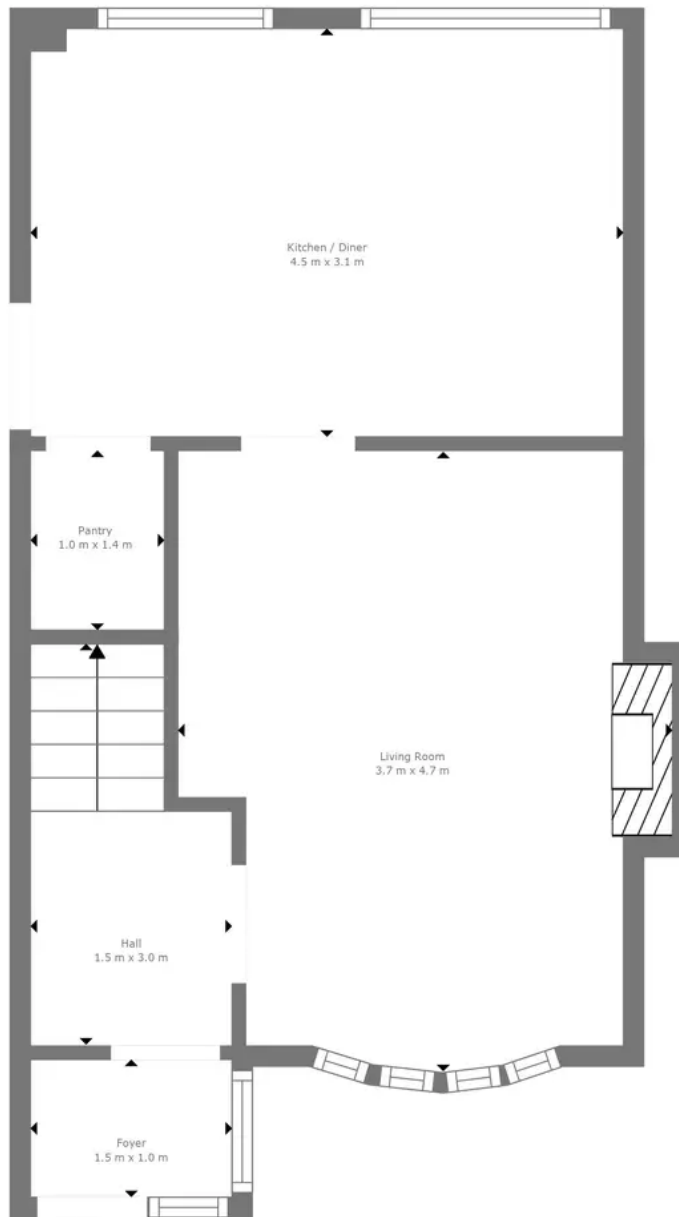 Kitchen / Diner
4.5 m x 3.1 m
Pantry
1.0 m x 1.4 m
Living Room
3.7 m x 4.7 m
Hall
1.5 m x 3.0 m
Foyer
1.5 m x 1.0 m